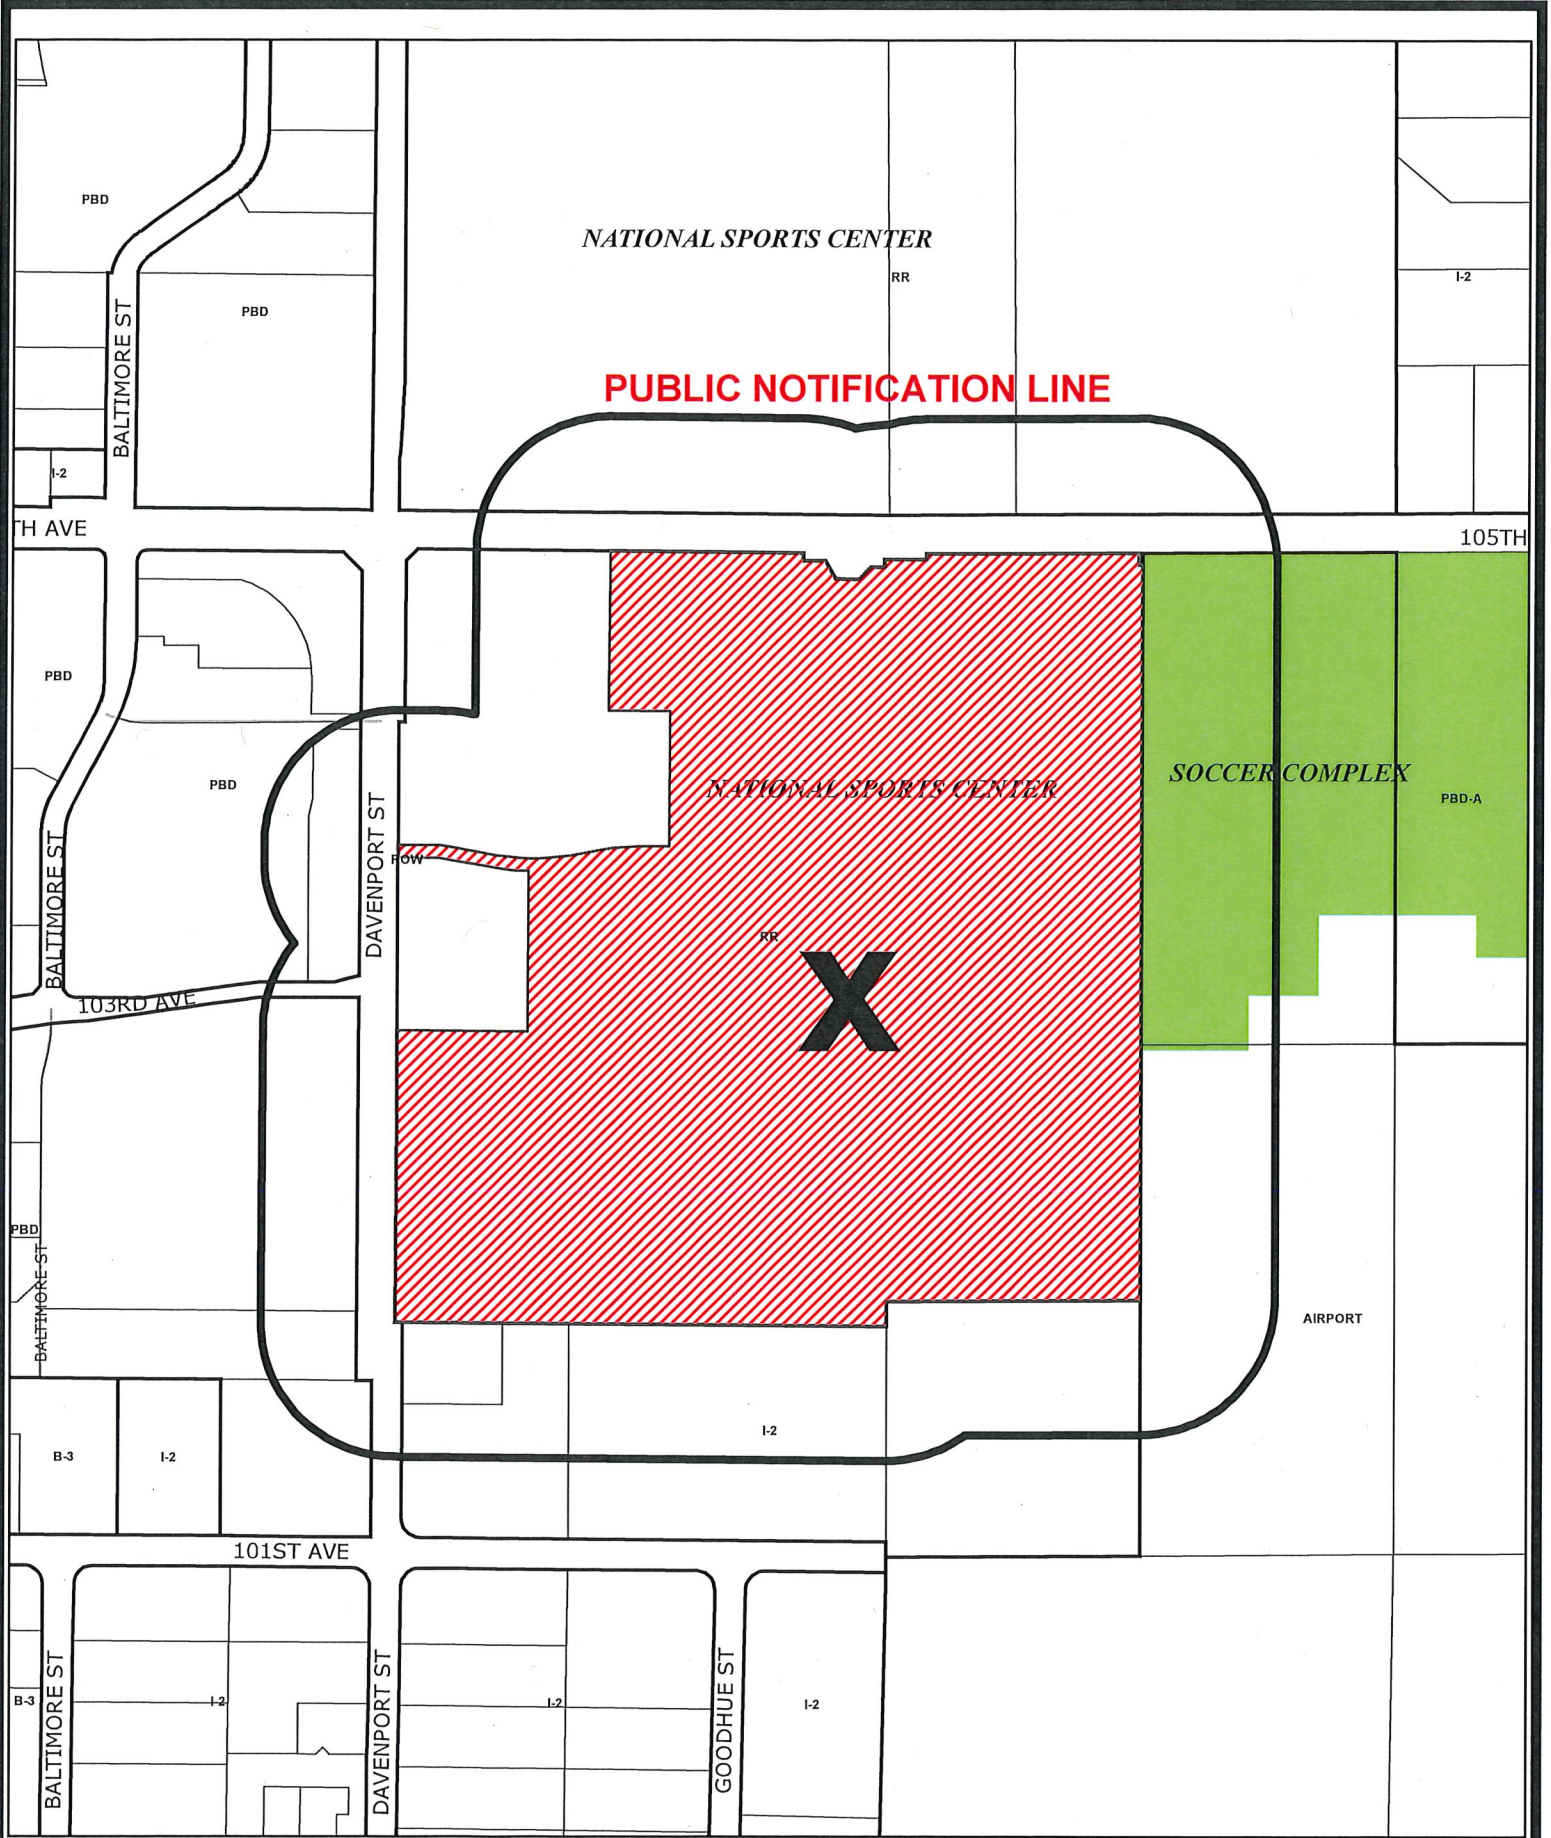 PBD
NATIONAL SPORTS CENTER
RR
I-2
PBD
BALTIMORE ST
PUBLIC NOTIFICATION LINE
I-2
TH AVE
105TH
PBD
SOCCER COMPLEX
PBD
NATIONAL SPORTS CENTER
PBD-A
DAVENPORT ST
ROW
BALTIMORE ST
RR
X
103RD AVE
PBD
BALTIMORE ST
AIRPORT
I-2
B-3
I-2
101ST AVE
BALTIMORE ST
DAVENPORT ST
GOODHUE ST
B-3
I-2
I-2
I-2